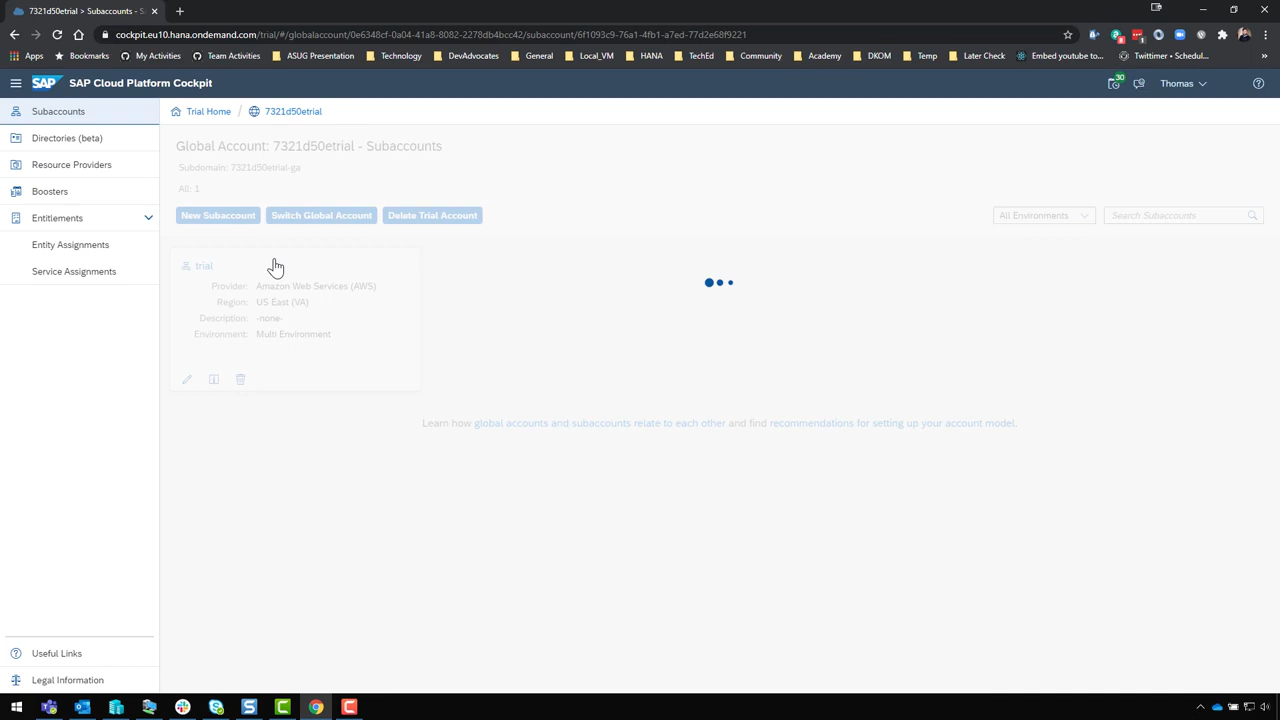 7321d50etrial - Subaccounts - S
cockpit.eu10.hana.ondemand.com/trial/#/globalaccount/0e6348cf-0a04-41a8-8082-2278db4bcc42/subaccount/6f1093c9-76a1-4fb1-a7ed-77d2e68f9221
Apps
Bookmarks
My Activities
The Mary Activities
ASUG Presentation
Technology
DevAdvocates
General
Local_VM
HANA
TechEd
Community
Academy
DKOM
Temp
Later Check
Embed youtube to...
Twittimer • Schedul...
SAP
SAP Cloud Platform Cockpit
30
Thomas
Subaccounts
Directories (beta)
Resource Providers
Boosters
Entitlements
Entity Assignments
Service Assignments
Useful Links
Legal Information
Trial Home / 7321d50etrial
Global Account: 7321d50etrial - Subaccounts
Subdomain: 7321d50etrial-ga
All: 1
New Subaccount
Switch Global Account
Delete Trial Account
All Environments
Search Subaccounts
trial
Provider: Amazon Web Services (AWS)
Region: US East (VA)
Description: -none-
Environment: Multi Environment
Learn how global accounts and subaccounts relate to each other and find recommendations for setting up your account model.